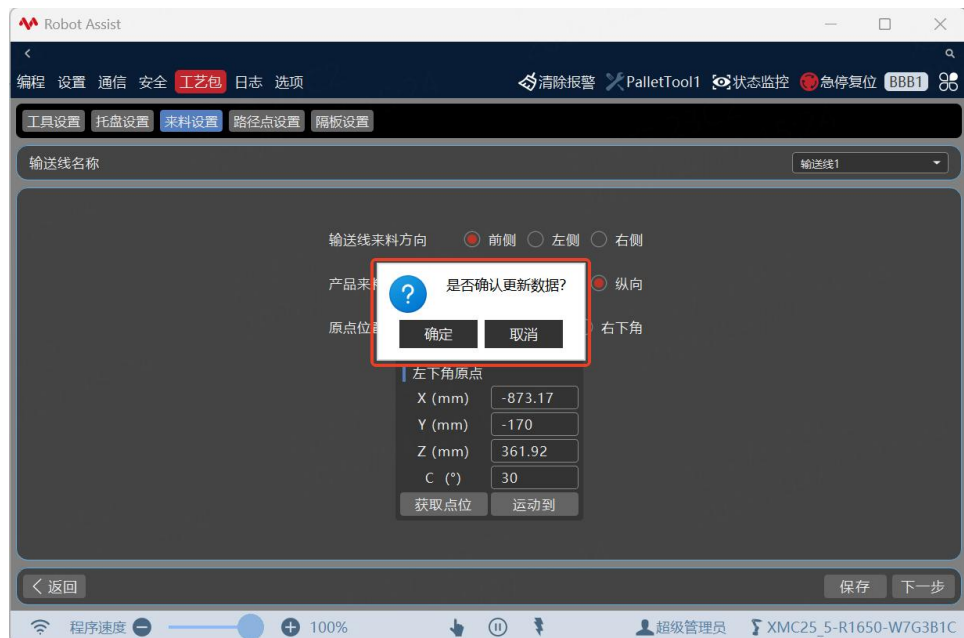 Robot Assist
编程 设置 通信 安全 工艺包 日志 选项 清除报警 PalletTool1 状态监控 急停复位 BBB1
工具设置 托盘设置 来料设置 路径点设置 隔板设置
输送线名称 输送线1
输送线来料方向 前侧 左侧 右侧
产品来 是否确认更新数据? 纵向
原点位 确定 取消 右下角
左下角原点
X (mm) -873.17
Y (mm) -170
Z (mm) 361.92
C (°) 30
获取点位 运动到
返回 保存 下一步
程序速度 100% 超级管理员 XMC25_5-R1650-W7G3B1C